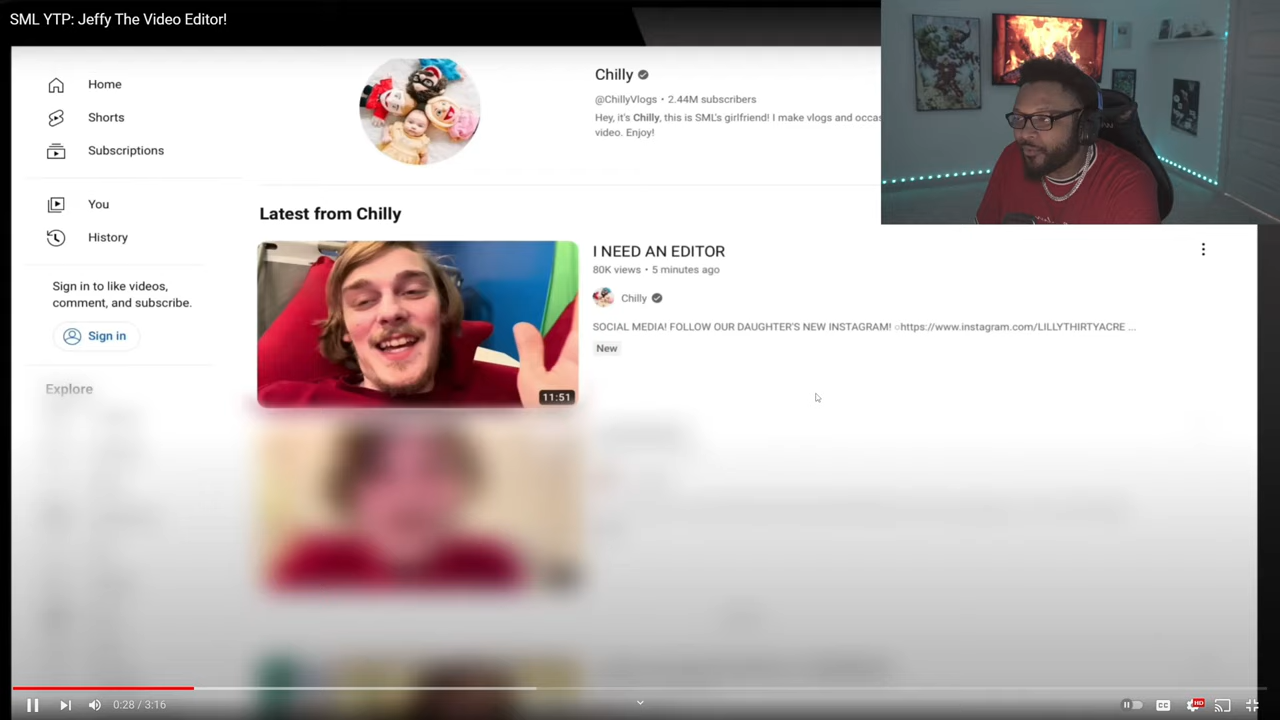 SML YTP: Jeffy The Video Editor!
Home
Shorts
Subscriptions
You
History
Sign in to like videos,
comment, and subscribe.
Sign in
Explore
Chilly
@ChillyVlogs • 2.44M subscribers
Hey, it's Chilly, this is SML's girlfriend! I make vlogs and occas
video. Enjoy!
Latest from Chilly
11:51
I NEED AN EDITOR
80K views • 5 minutes ago
Chilly
SOCIAL MEDIA! FOLLOW OUR DAUGHTER'S NEW INSTAGRAM! ○https://www.instagram.com/LILLYTHIRTYACRE ...
New
0:28 / 3:16
CC
HD